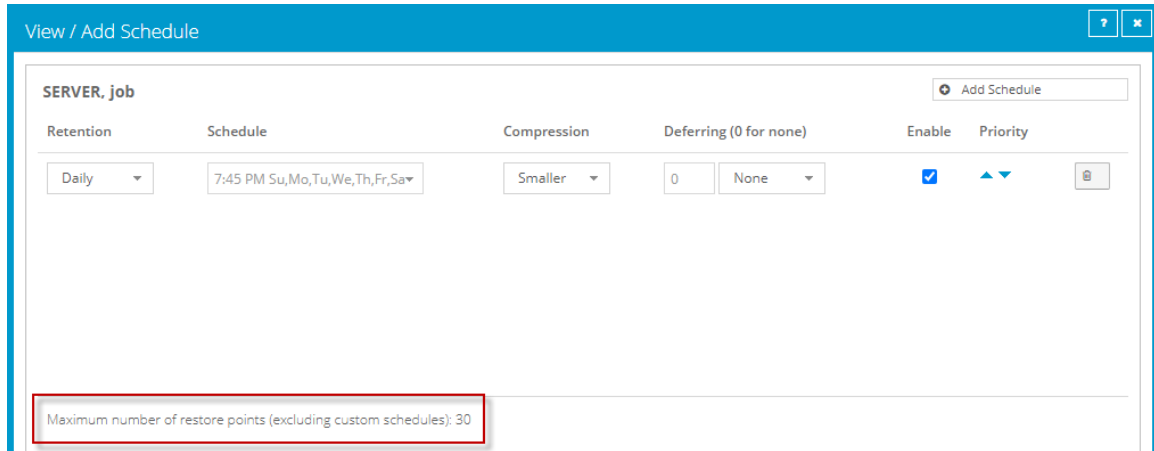 View / Add Schedule
?
SERVER, job
Add Schedule
Retention Schedule Compression Deferring (0 for none) Enable Priority
Daily 7:45 PM Su,Mo,Tu,We,Th,Fr,Sa Smaller 0 None
Maximum number of restore points (excluding custom schedules): 30